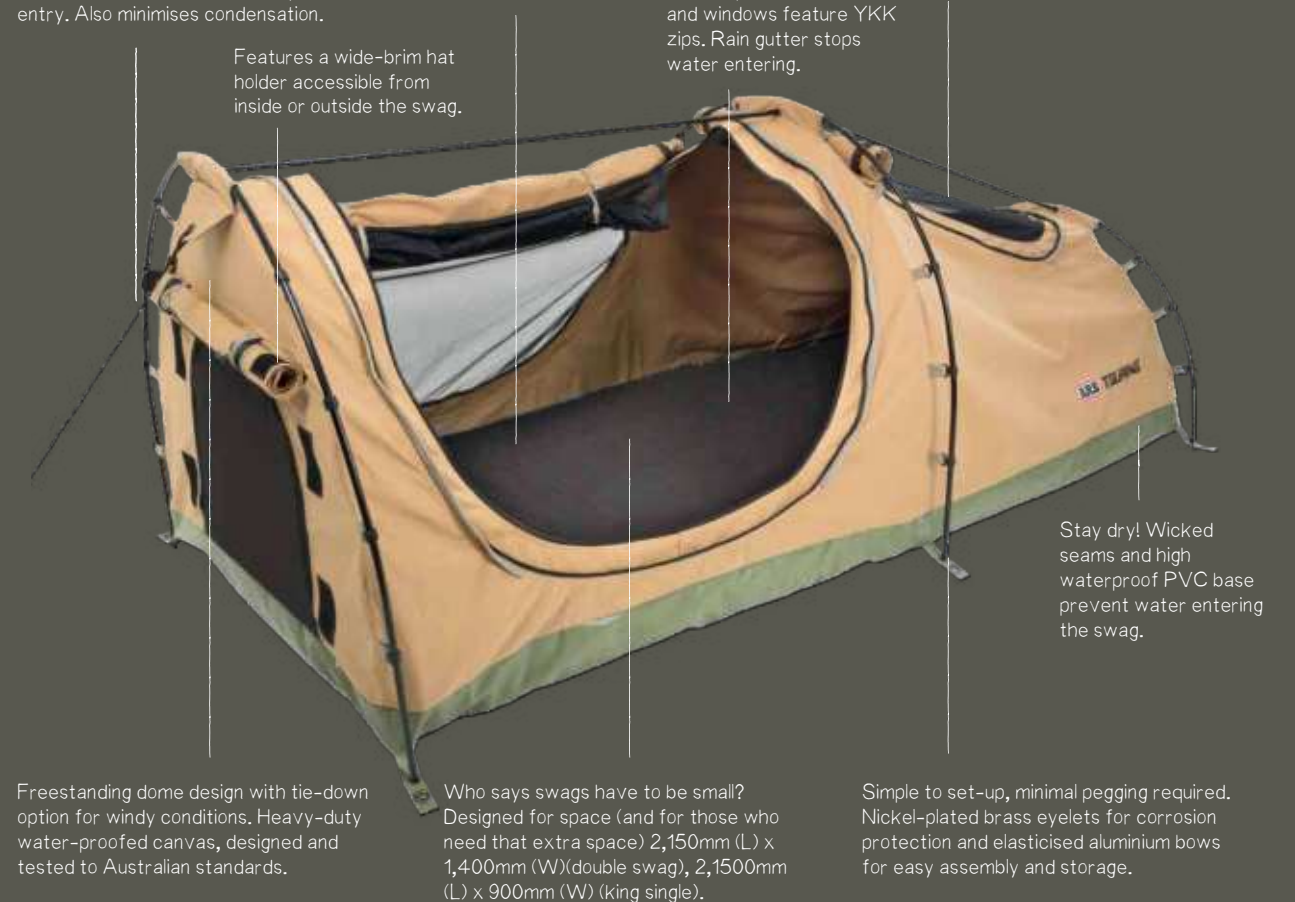 entry. Also minimises condensation.
and windows feature YKK
zips. Rain gutter stops
water entering.
Features a wide-brim hat
holder accessible from
inside or outside the swag.
ARB TOURING
Stay dry! Wicked
seams and high
waterproof PVC base
prevent water entering
the swag.
Freestanding dome design with tie-down
option for windy conditions. Heavy-duty
water-proofed canvas, designed and
tested to Australian standards.
Who says swags have to be small?
Designed for space (and for those who
need that extra space) 2,150mm (L) x
1,400mm (W)(double swag), 2,1500mm
(L) x 900mm (W) (king single).
Simple to set-up, minimal pegging required.
Nickel-plated brass eyelets for corrosion
protection and elasticised aluminium bows
for easy assembly and storage.